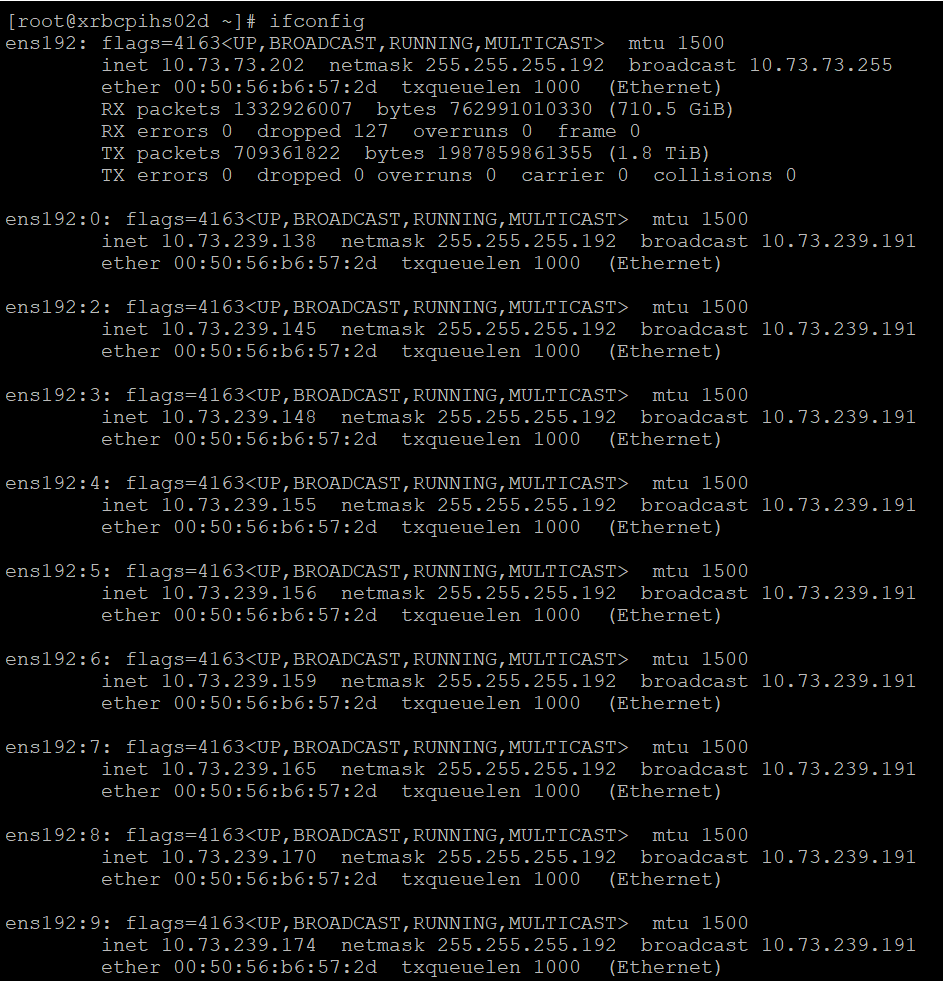 [root@xrbcpihs02d ~]# ifconfig
ens192: flags=4163<UP,BROADCAST,RUNNING,MULTICAST>  mtu 1500
        inet 10.73.73.202  netmask 255.255.255.192  broadcast 10.73.73.255
        ether 00:50:56:b6:57:2d  txqueuelen 1000  (Ethernet)
        RX packets 1332926007  bytes 762991010330 (710.5 GiB)
        RX errors 0  dropped 127  overruns 0  frame 0
        TX packets 709361822  bytes 1987859861355 (1.8 TiB)
        TX errors 0  dropped 0 overruns 0  carrier 0  collisions 0

ens192:0: flags=4163<UP,BROADCAST,RUNNING,MULTICAST>  mtu 1500
        inet 10.73.239.138  netmask 255.255.255.192  broadcast 10.73.239.191
        ether 00:50:56:b6:57:2d  txqueuelen 1000  (Ethernet)

ens192:2: flags=4163<UP,BROADCAST,RUNNING,MULTICAST>  mtu 1500
        inet 10.73.239.145  netmask 255.255.255.192  broadcast 10.73.239.191
        ether 00:50:56:b6:57:2d  txqueuelen 1000  (Ethernet)

ens192:3: flags=4163<UP,BROADCAST,RUNNING,MULTICAST>  mtu 1500
        inet 10.73.239.148  netmask 255.255.255.192  broadcast 10.73.239.191
        ether 00:50:56:b6:57:2d  txqueuelen 1000  (Ethernet)

ens192:4: flags=4163<UP,BROADCAST,RUNNING,MULTICAST>  mtu 1500
        inet 10.73.239.155  netmask 255.255.255.192  broadcast 10.73.239.191
        ether 00:50:56:b6:57:2d  txqueuelen 1000  (Ethernet)

ens192:5: flags=4163<UP,BROADCAST,RUNNING,MULTICAST>  mtu 1500
        inet 10.73.239.156  netmask 255.255.255.192  broadcast 10.73.239.191
        ether 00:50:56:b6:57:2d  txqueuelen 1000  (Ethernet)

ens192:6: flags=4163<UP,BROADCAST,RUNNING,MULTICAST>  mtu 1500
        inet 10.73.239.159  netmask 255.255.255.192  broadcast 10.73.239.191
        ether 00:50:56:b6:57:2d  txqueuelen 1000  (Ethernet)

ens192:7: flags=4163<UP,BROADCAST,RUNNING,MULTICAST>  mtu 1500
        inet 10.73.239.165  netmask 255.255.255.192  broadcast 10.73.239.191
        ether 00:50:56:b6:57:2d  txqueuelen 1000  (Ethernet)

ens192:8: flags=4163<UP,BROADCAST,RUNNING,MULTICAST>  mtu 1500
        inet 10.73.239.170  netmask 255.255.255.192  broadcast 10.73.239.191
        ether 00:50:56:b6:57:2d  txqueuelen 1000  (Ethernet)

ens192:9: flags=4163<UP,BROADCAST,RUNNING,MULTICAST>  mtu 1500
        inet 10.73.239.174  netmask 255.255.255.192  broadcast 10.73.239.191
        ether 00:50:56:b6:57:2d  txqueuelen 1000  (Ethernet)